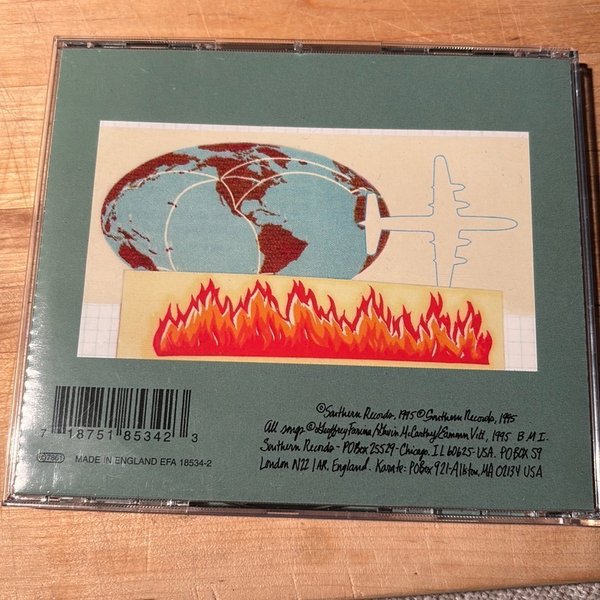 7 18751 85342 3
07861 MADE IN ENGLAND EFA 18534-2
℗Southern Records, 1995©Southern Records, 1995
All songs ©Geoffrey Farina/Gavin McCarthy/Eamonn Vitt, 1995 B.M.I.
Southern Records - PO Box 25529-Chicago. IL 60625-USA. PO BOX 59
London N22 1AR. England. Karate: PO Box 921-Allston, MA 02134 USA